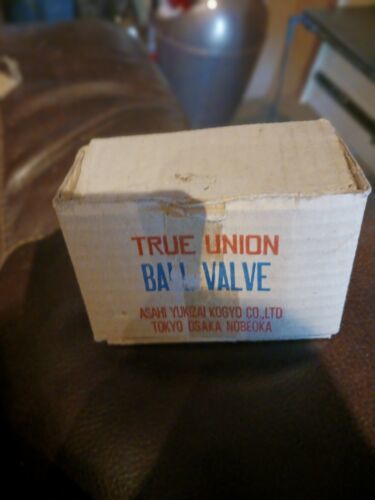 TRUE UNION
BALL VALVE
ASAHI YUKIZAI KOGYO CO.,LTD
TOKYO OSAKA NOBEOKA